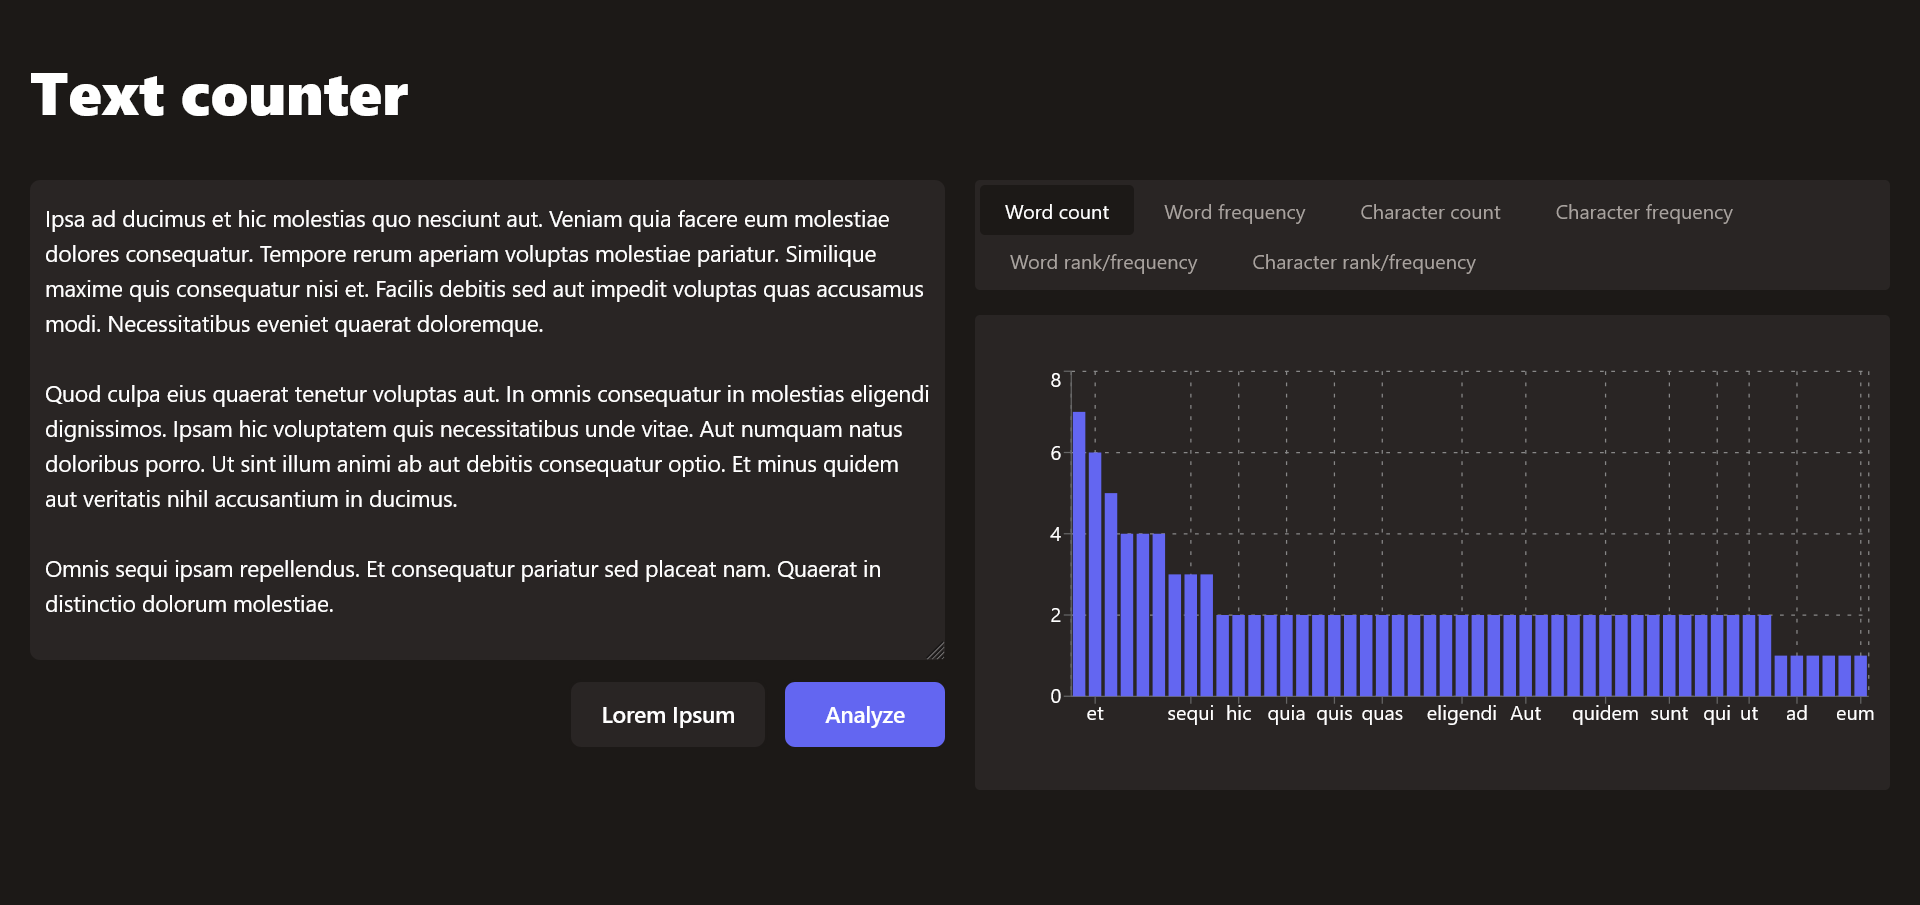 Text counter
Ipsa ad ducimus et hic molestias quo nesciunt aut. Veniam quia facere eum molestiae
dolores consequatur. Tempore rerum aperiam voluptas molestiae pariatur. Similique
maxime quis consequatur nisi et. Facilis debitis sed aut impedit voluptas quas accusamus
modi. Necessitatibus eveniet quaerat doloremque.
Quod culpa eius quaerat tenetur voluptas aut. In omnis consequatur in molestias eligendi
dignissimos. Ipsam hic voluptatem quis necessitatibus unde vitae. Aut numquam natus
doloribus porro. Ut sint illum animi ab aut debitis consequatur optio. Et minus quidem
aut veritatis nihil accusantium in ducimus.
Omnis sequi ipsam repellendus. Et consequatur pariatur sed placeat nam. Quaerat in
distinctio dolorum molestiae.
Lorem Ipsum Analyze
Word count Word frequency Character count Character frequency
Word rank/frequency Character rank/frequency
8
6
4
2
0
et sequi hic quia quis quas eligendi Aut quidem sunt qui ut ad eum